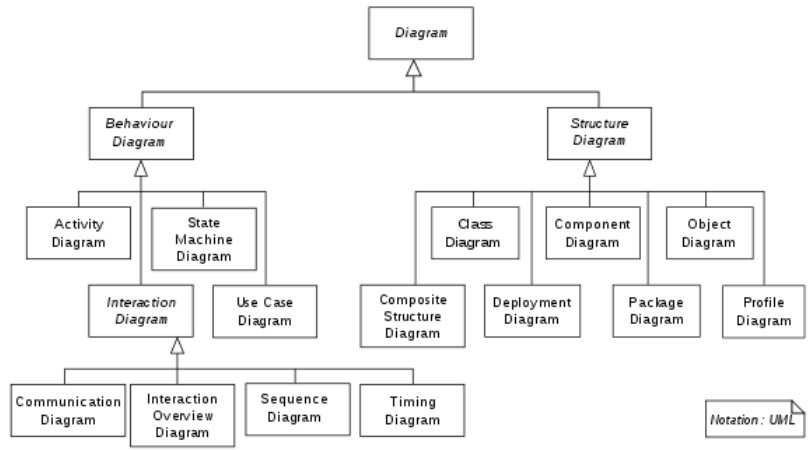 Diagram
Behaviour
Diagram
Structure
Diagram
Activity
Diagram
State
Machine
Diagram
Class
Diagram
Component
Diagram
Object
Diagram
Interaction
Diagram
Use Case
Diagram
Composite
Structure
Diagram
Deployment
Diagram
Package
Diagram
Profile
Diagram
Communication
Diagram
Interaction
Overview
Diagram
Sequence
Diagram
Timing
Diagram
Notation : UML